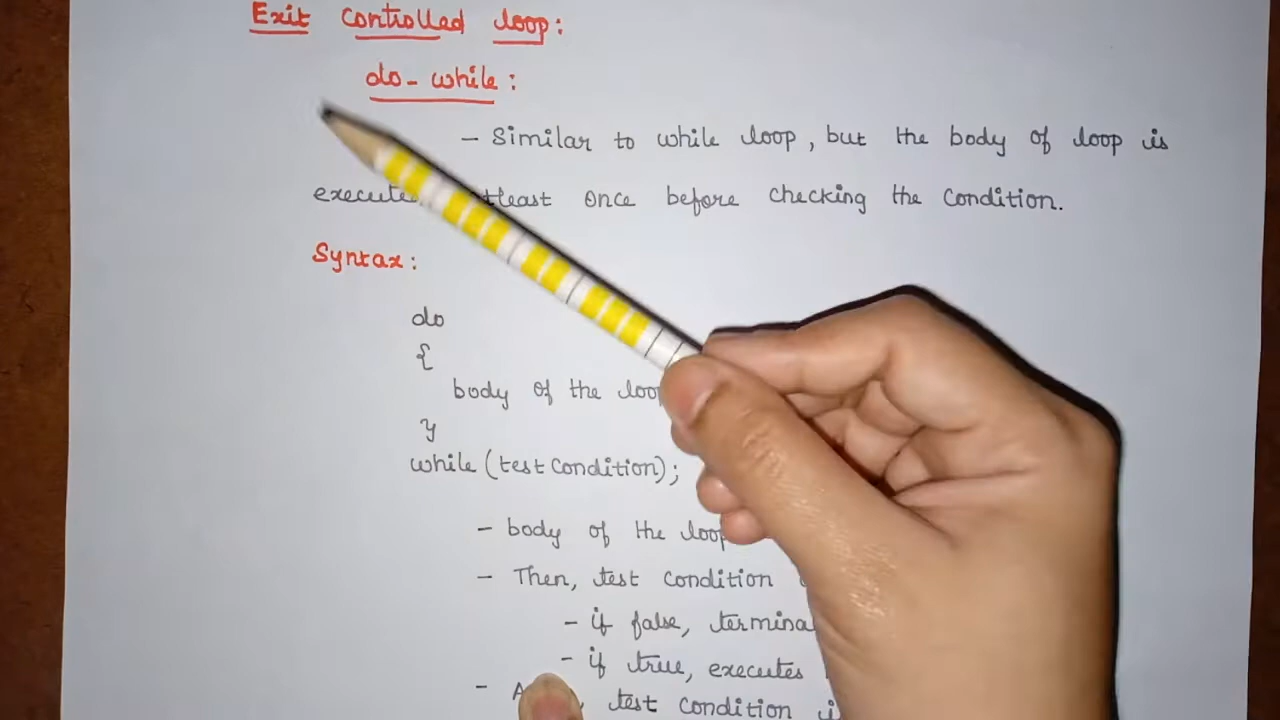 Exit controlled loop:
do-while:
- Similar to while loop, but the body of loop is
once before checking the condition.
Syntax:
do
{
body of the
}
while (test condition);
- body of the loop
- Then, test condition
- if false,
- if true, executes
- test condition